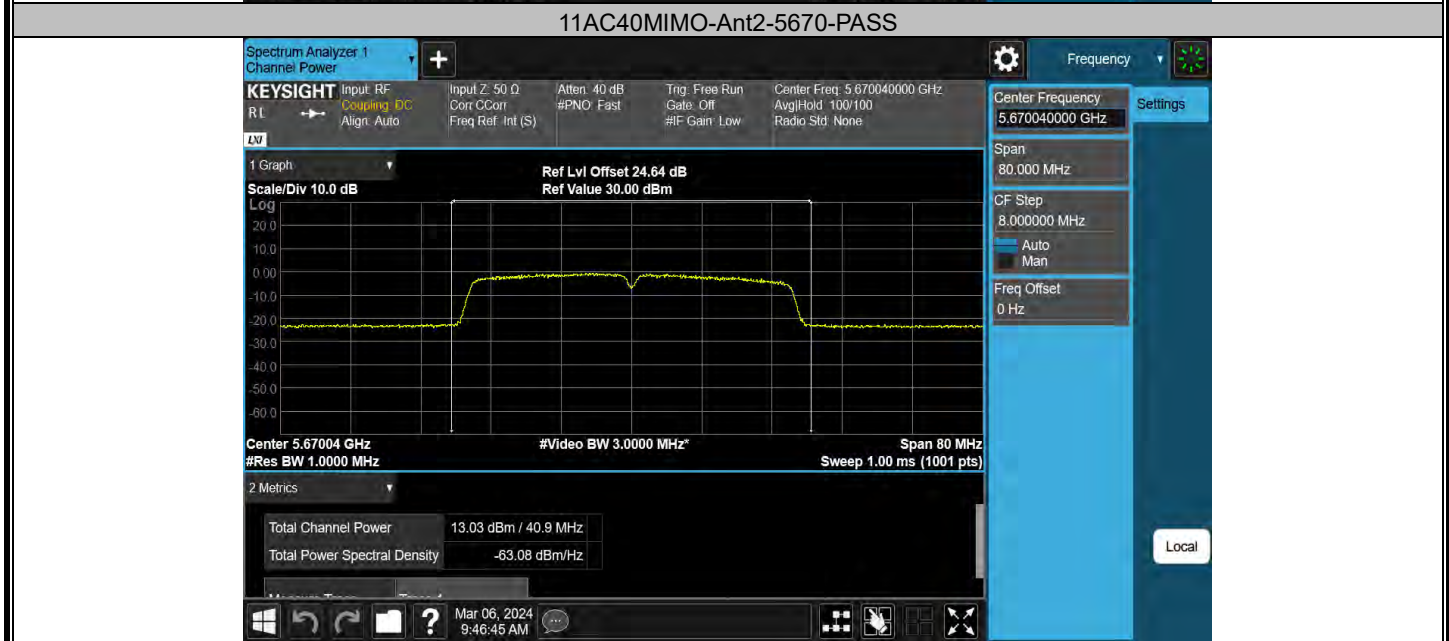 11AC40MIMO-Ant2-5670-PASS
Spectrum Analyzer 1
Channel Power
+
Frequency
KEYSIGHT
RL
LXI
Input: RF
Coupling: DC
Align: Auto
Input Z: 50 Ω
Corr CCorr
Freq Ref: Int (S)
Atten: 40 dB
#PNO: Fast
Trig: Free Run
Gate: Off
#IF Gain: Low
Center Freq: 5.670040000 GHz
Avg|Hold: 100/100
Radio Std: None
Center Frequency
5.670040000 GHz
Settings
Span
80.000 MHz
CF Step
8.000000 MHz
Auto
Man
Freq Offset
0 Hz
Local
1 Graph
Scale/Div 10.0 dB
Ref Lvl Offset 24.64 dB
Ref Value 30.00 dBm
Log
20.0
10.0
0.00
-10.0
-20.0
-30.0
-40.0
-50.0
-60.0
Center 5.67004 GHz
#Video BW 3.0000 MHz*
Span 80 MHz
#Res BW 1.0000 MHz
Sweep 1.00 ms (1001 pts)
2 Metrics
Total Channel Power 13.03 dBm / 40.9 MHz
Total Power Spectral Density -63.08 dBm/Hz
?
Mar 06, 2024
9:46:45 AM